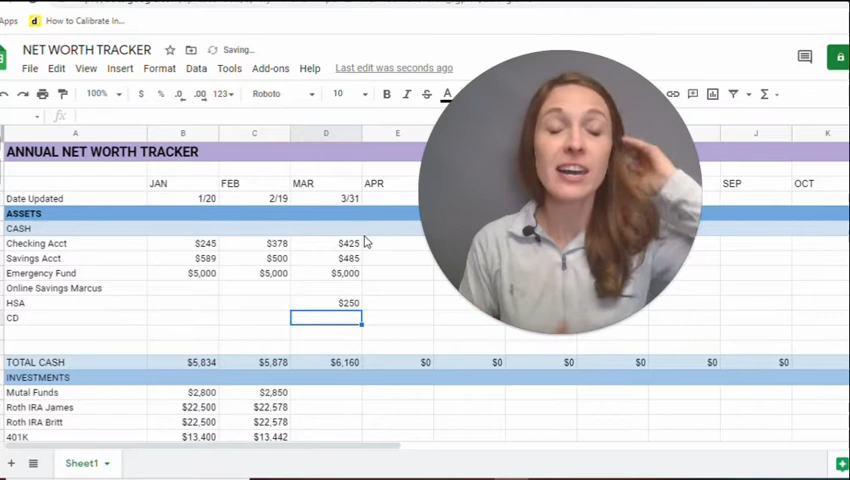 Apps How to Calibrate In...
NET WORTH TRACKER Saving...
File Edit View Insert Format Data Tools Add-ons Help Last edit was seconds ago
100% $ % .0 .00 123 Roboto 10 B I S A
fx
A B C D E J K
ANNUAL NET WORTH TRACKER
JAN FEB MAR APR SEP OCT
Date Updated 1/20 2/19 3/31
ASSETS
CASH
Checking Acct $245 $378 $425
Savings Acct $589 $500 $485
Emergency Fund $5,000 $5,000 $5,000
Online Savings Marcus
HSA $250
CD
TOTAL CASH $5,834 $5,878 $6,160 $0 $0 $0 $0 $0 $0
INVESTMENTS
Mutal Funds $2,800 $2,850
Roth IRA James $22,500 $22,578
Roth IRA Britt $22,500 $22,578
401K $13,400 $13,442
Sheet1